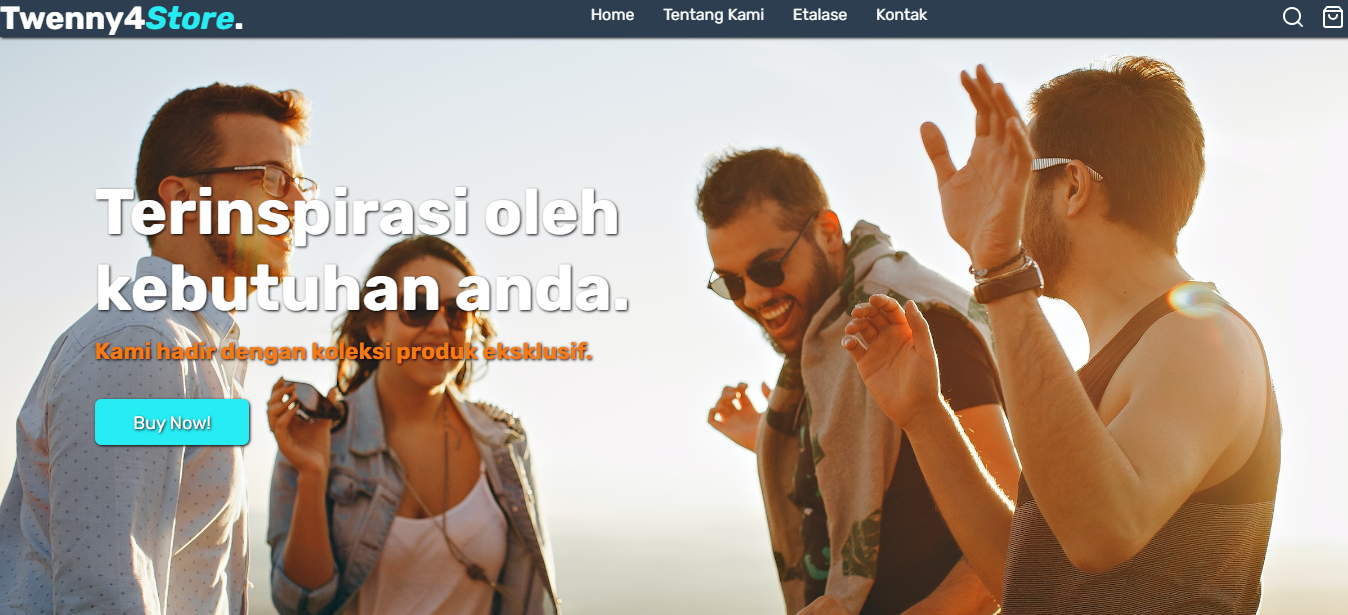 Twenny4Store.
Home Tentang Kami Etalase Kontak
Terinspirasi oleh
kebutuhan anda.
Kami hadir dengan koleksi produk eksklusif.
Buy Now!